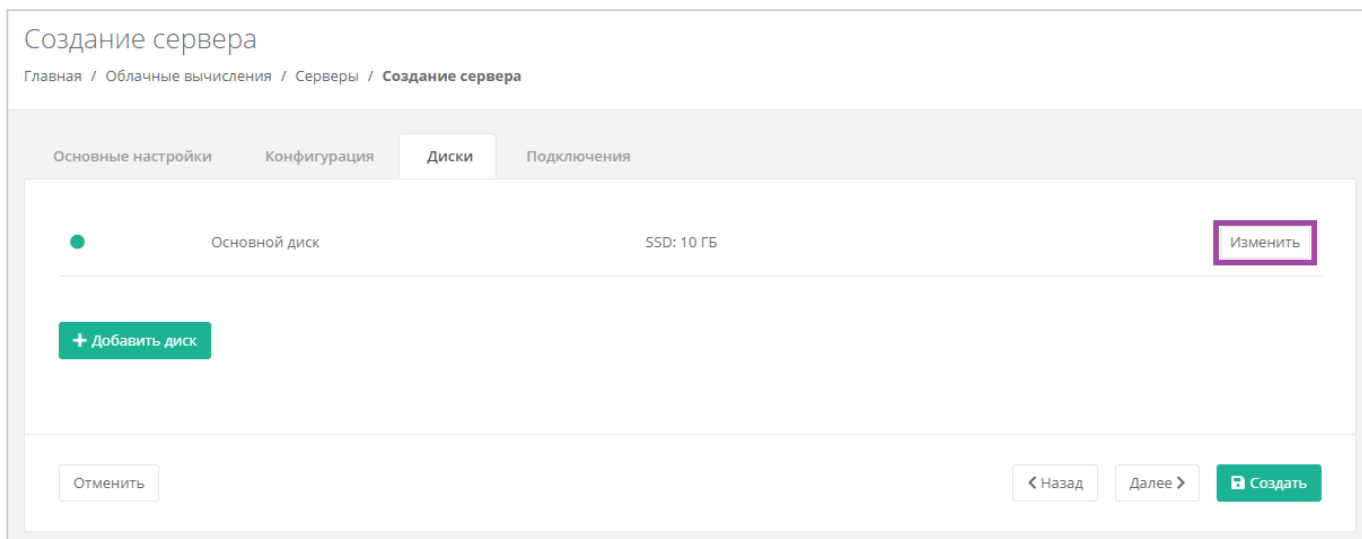 Создание сервера
Главная / Облачные вычисления / Серверы / Создание сервера
Основные настройки Конфигурация Диски Подключения
Основной диск SSD: 10 ГБ Изменить
+ Добавить диск
Отменить Назад Далее Создать